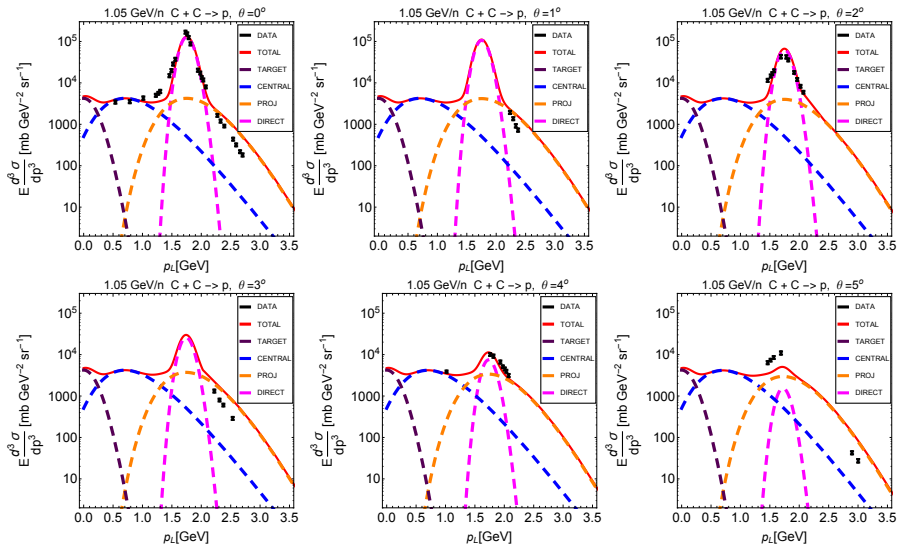 1.05 GeV/n C + C -> p, θ=0°
E d³σ/dp³ [mb GeV⁻² sr⁻¹]
10⁵
10⁴
1000
100
10
DATA
TOTAL
TARGET
CENTRAL
PROJ
DIRECT
0.0 0.5 1.0 1.5 2.0 2.5 3.0 3.5
p_L[GeV]
1.05 GeV/n C + C -> p, θ=1°
E d³σ/dp³ [mb GeV⁻² sr⁻¹]
10⁵
10⁴
1000
100
10
DATA
TOTAL
TARGET
CENTRAL
PROJ
DIRECT
0.0 0.5 1.0 1.5 2.0 2.5 3.0 3.5
p_L[GeV]
1.05 GeV/n C + C -> p, θ=2°
E d³σ/dp³ [mb GeV⁻² sr⁻¹]
10⁵
10⁴
1000
100
10
DATA
TOTAL
TARGET
CENTRAL
PROJ
DIRECT
0.0 0.5 1.0 1.5 2.0 2.5 3.0 3.5
p_L[GeV]
1.05 GeV/n C + C -> p, θ=3°
E d³σ/dp³ [mb GeV⁻² sr⁻¹]
10⁵
10⁴
1000
100
10
DATA
TOTAL
TARGET
CENTRAL
PROJ
DIRECT
0.0 0.5 1.0 1.5 2.0 2.5 3.0 3.5
p_L[GeV]
1.05 GeV/n C + C -> p, θ=4°
E d³σ/dp³ [mb GeV⁻² sr⁻¹]
10⁵
10⁴
1000
100
10
DATA
TOTAL
TARGET
CENTRAL
PROJ
DIRECT
0.0 0.5 1.0 1.5 2.0 2.5 3.0 3.5
p_L[GeV]
1.05 GeV/n C + C -> p, θ=5°
E d³σ/dp³ [mb GeV⁻² sr⁻¹]
10⁵
10⁴
1000
100
10
DATA
TOTAL
TARGET
CENTRAL
PROJ
DIRECT
0.0 0.5 1.0 1.5 2.0 2.5 3.0 3.5
p_L[GeV]